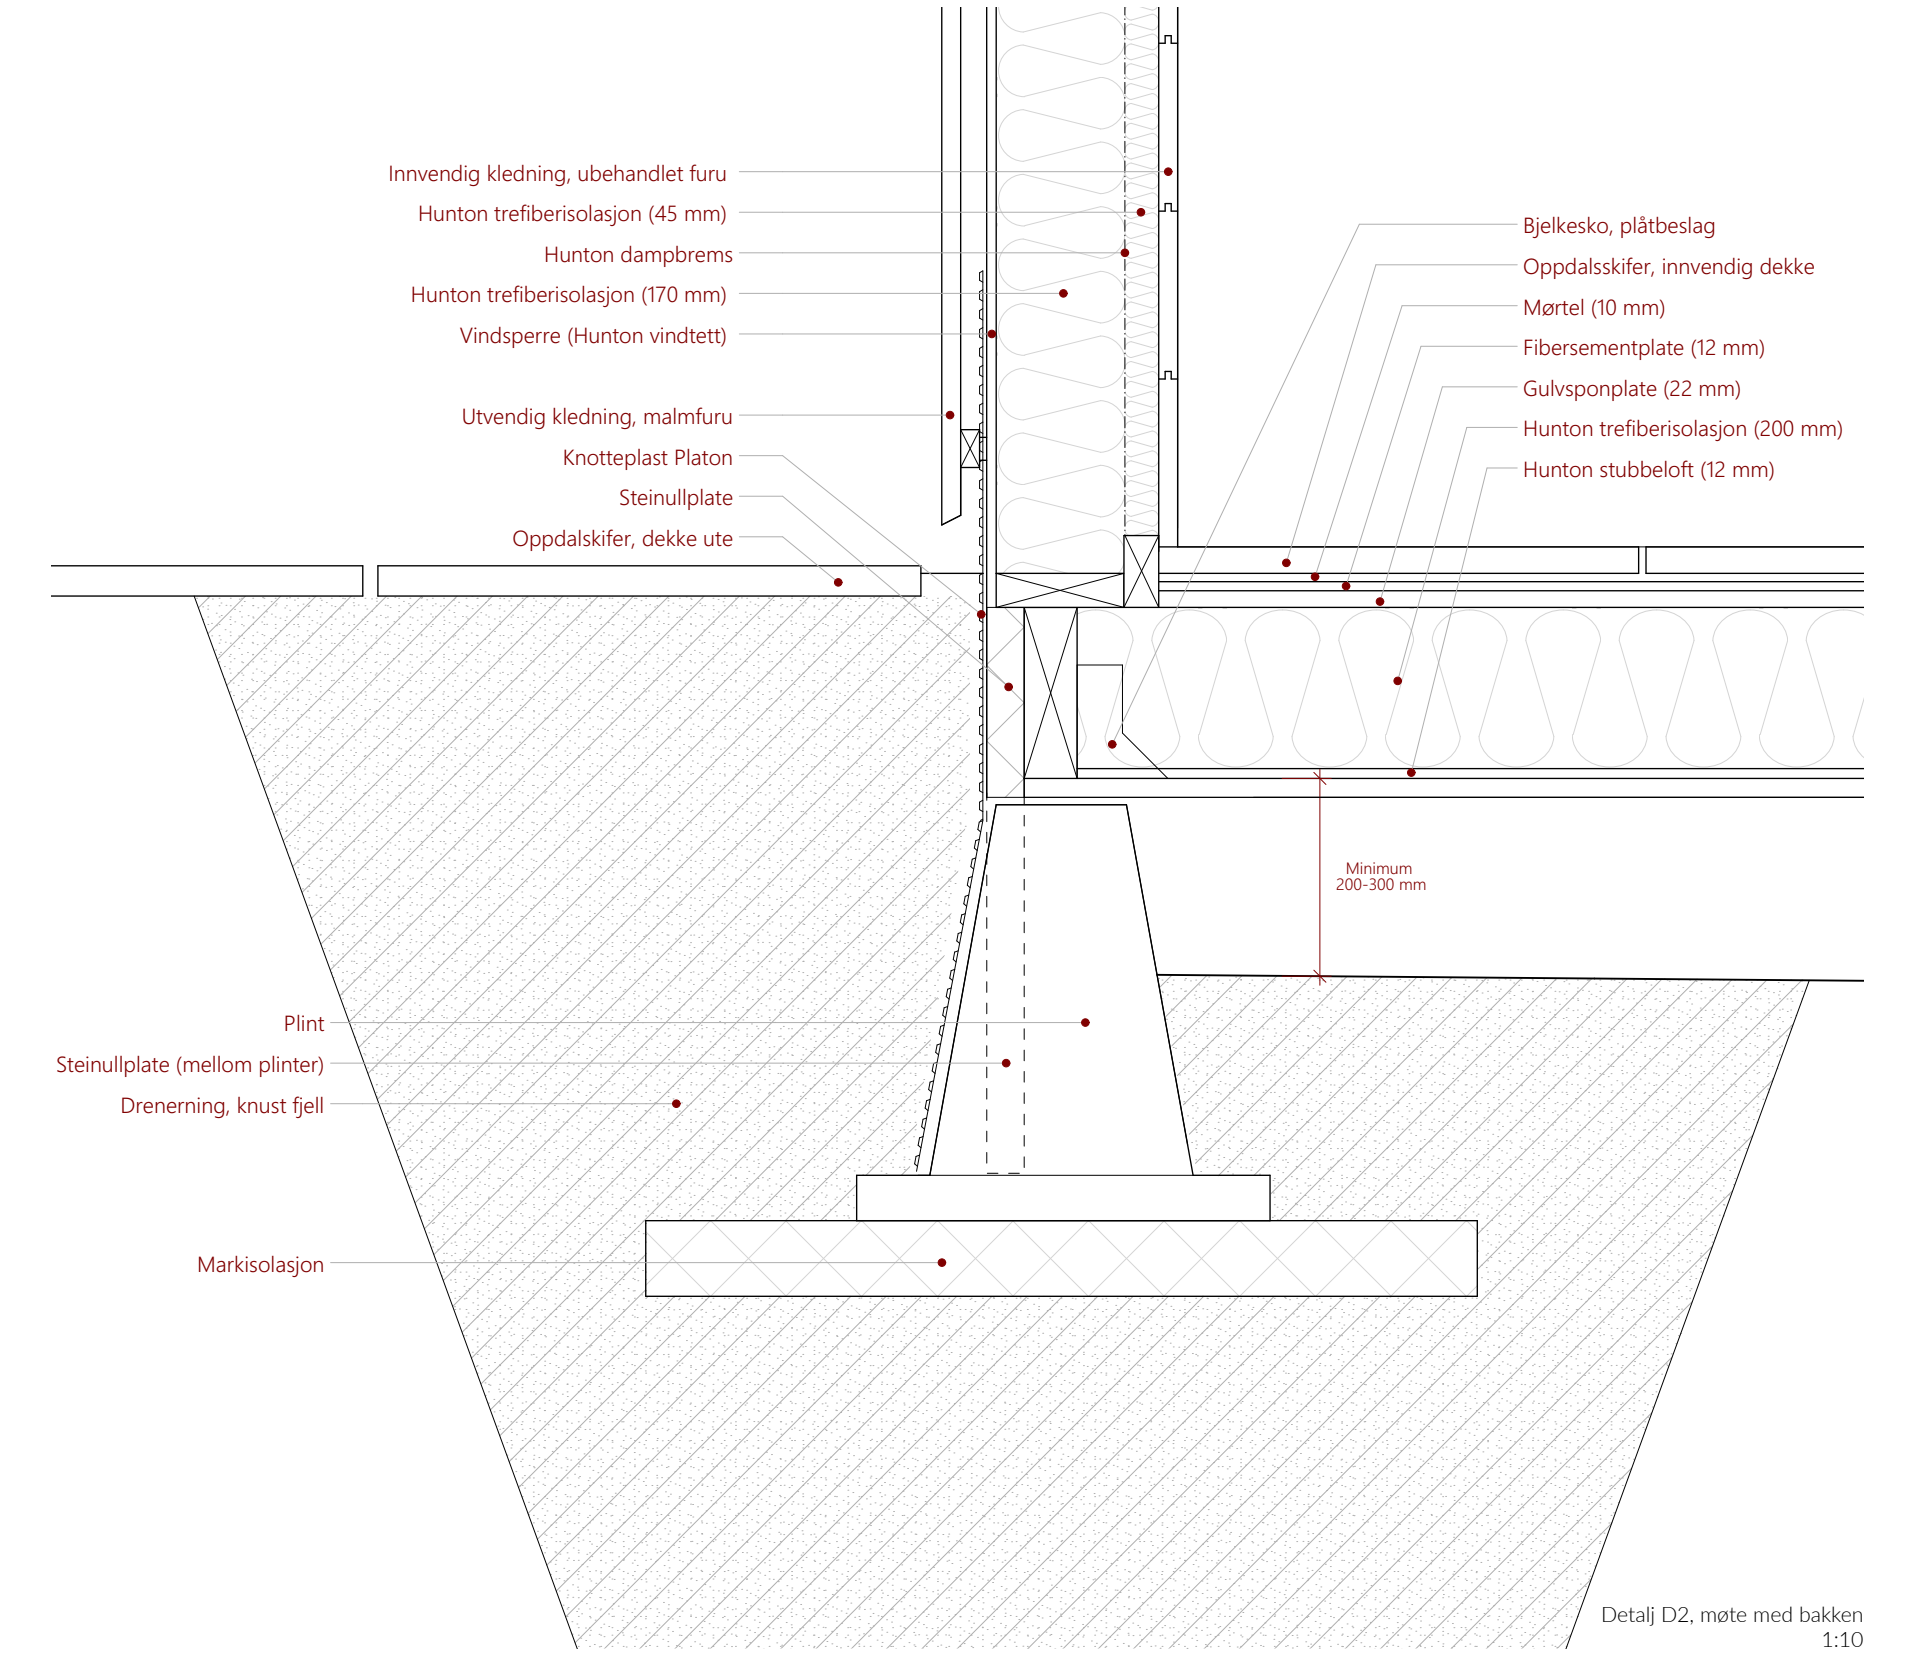 Innvendig kledning, ubehandlet furu
Hunton trefiberisolasjon (45 mm)
Hunton dampbrems
Hunton trefiberisolasjon (170 mm)
Vindsperre (Hunton vindtett)
Utvendig kledning, malmfuru
Knotteplast Platon
Steinullplate
Oppdalskifer, dekke ute
Bjelkesko, plåtbeslag
Oppdalsskifer, innvendig dekke
Mørtel (10 mm)
Fibersementplate (12 mm)
Gulvsponplate (22 mm)
Hunton trefiberisolasjon (200 mm)
Hunton stubbeloft (12 mm)
Minimum
200-300 mm
Plint
Steinullplate (mellom plinter)
Drenerning, knust fjell
Markisolasjon
Detalj D2, møte med bakken
1:10